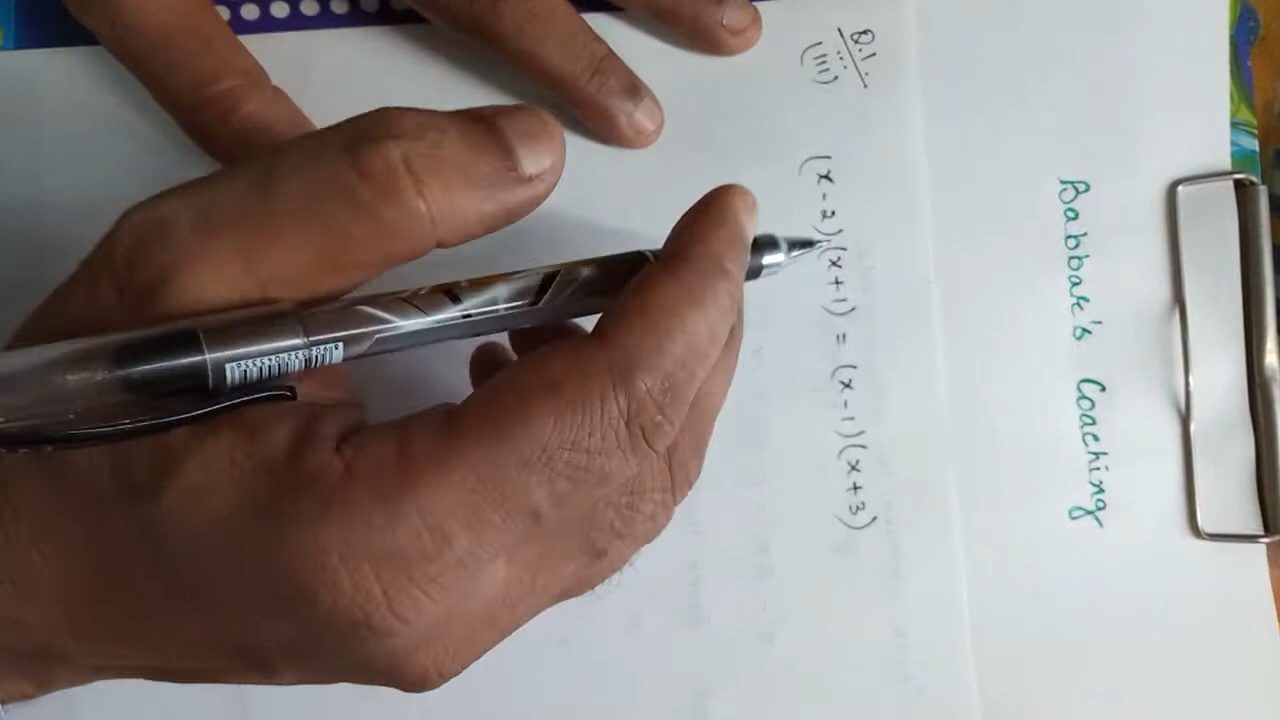 Babbar's Coaching
Q.1.
(iii) (x-2)(x+1) = (x-1)(x+3)